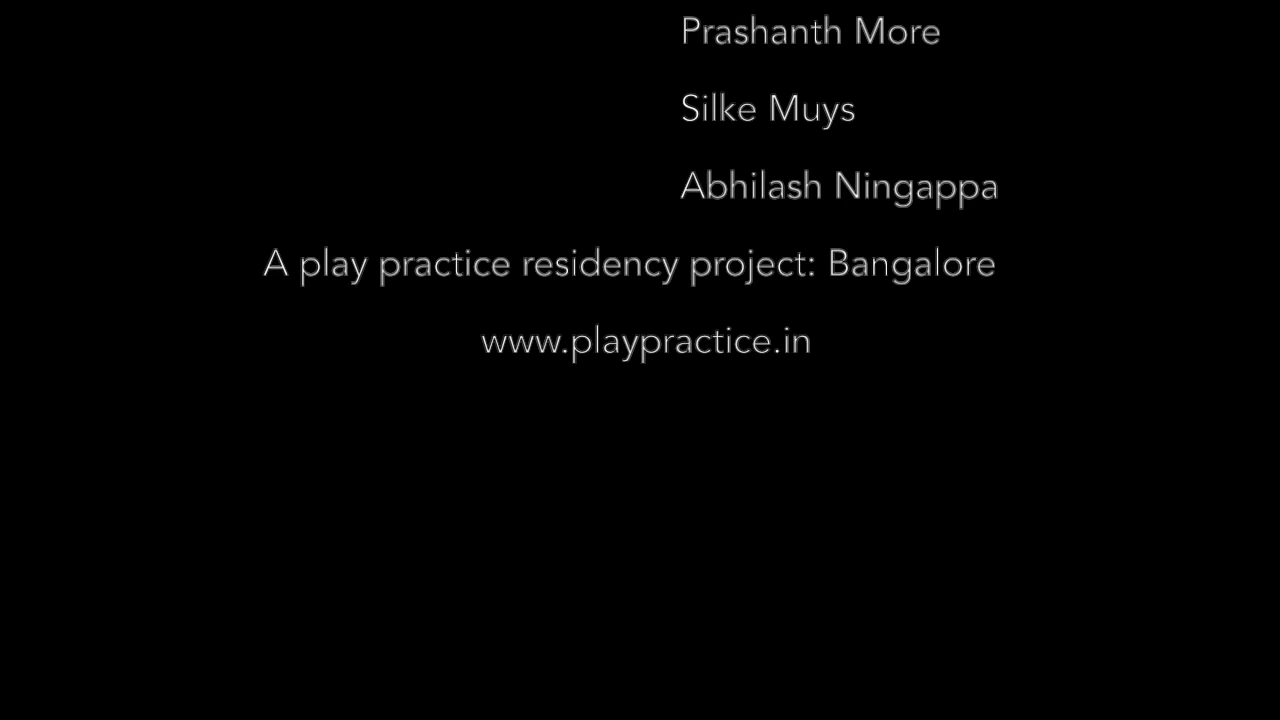 Prashanth More
Silke Muys
Abhilash Ningappa
A play practice residency project: Bangalore
www.playpractice.in